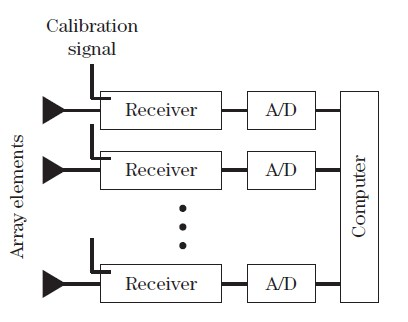 Calibration
signal
Receiver
A/D
Receiver
A/D
Receiver
A/D
Array elements
Computer